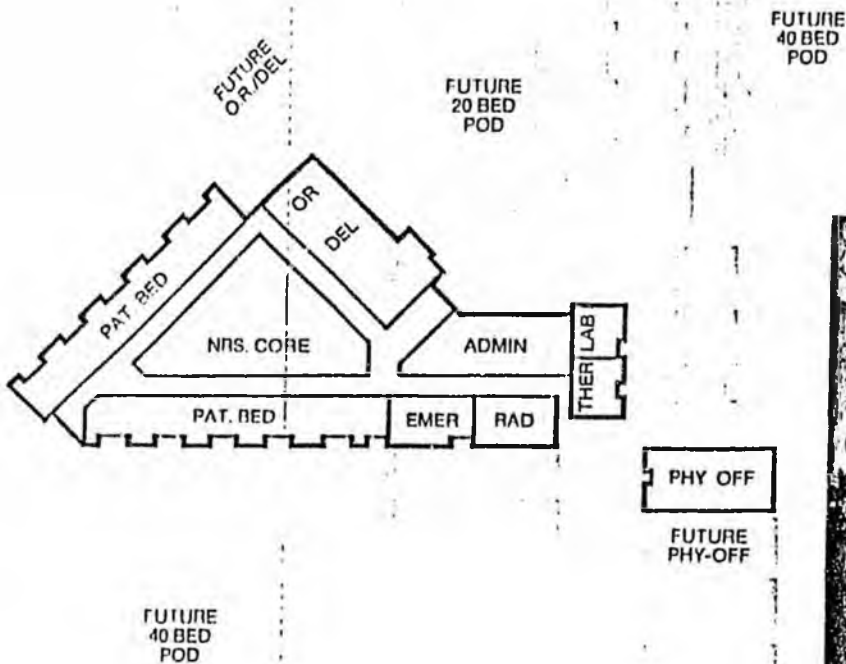 FUTURE
40 BED
POD
FUTURE
O.R./DEL
FUTURE
20 BED
POD
OR
DEL
PAT. BED
NRS. CORE
ADMIN
LAB
THER
PAT. BED
EMER
RAD
PHY OFF
FUTURE
PHY-OFF
FUTURE
40 BED
POD